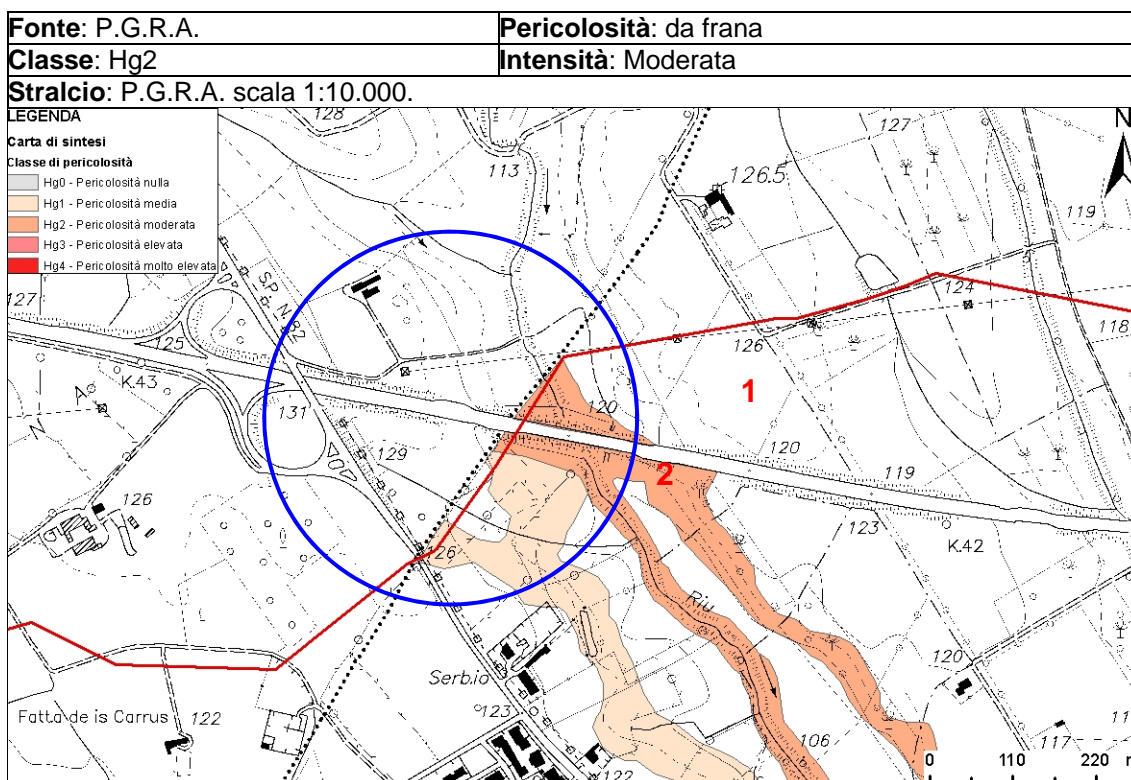 Fonte: P.G.R.A. Pericolosità: da frana
Classe: Hg2 Intensità: Moderata
Stralcio: P.G.R.A. scala 1:10.000.
LEGENDA
Carta di sintesi
Classe di pericolosità
Hg0 - Pericolosità nulla
Hg1 - Pericolosità media
Hg2 - Pericolosità moderata
Hg3 - Pericolosità elevata
Hg4 - Pericolosità molto elevata
N
128
127
113
126.5
119
S.P. N.82
127
124
118
125
126
K.43
1
131
120
A
N
129
120
119
2
126
123
K.42
126
Riu
120
Serbio
Fatta de is Carrus
122
123
106
117
11
122
0 110 220 m